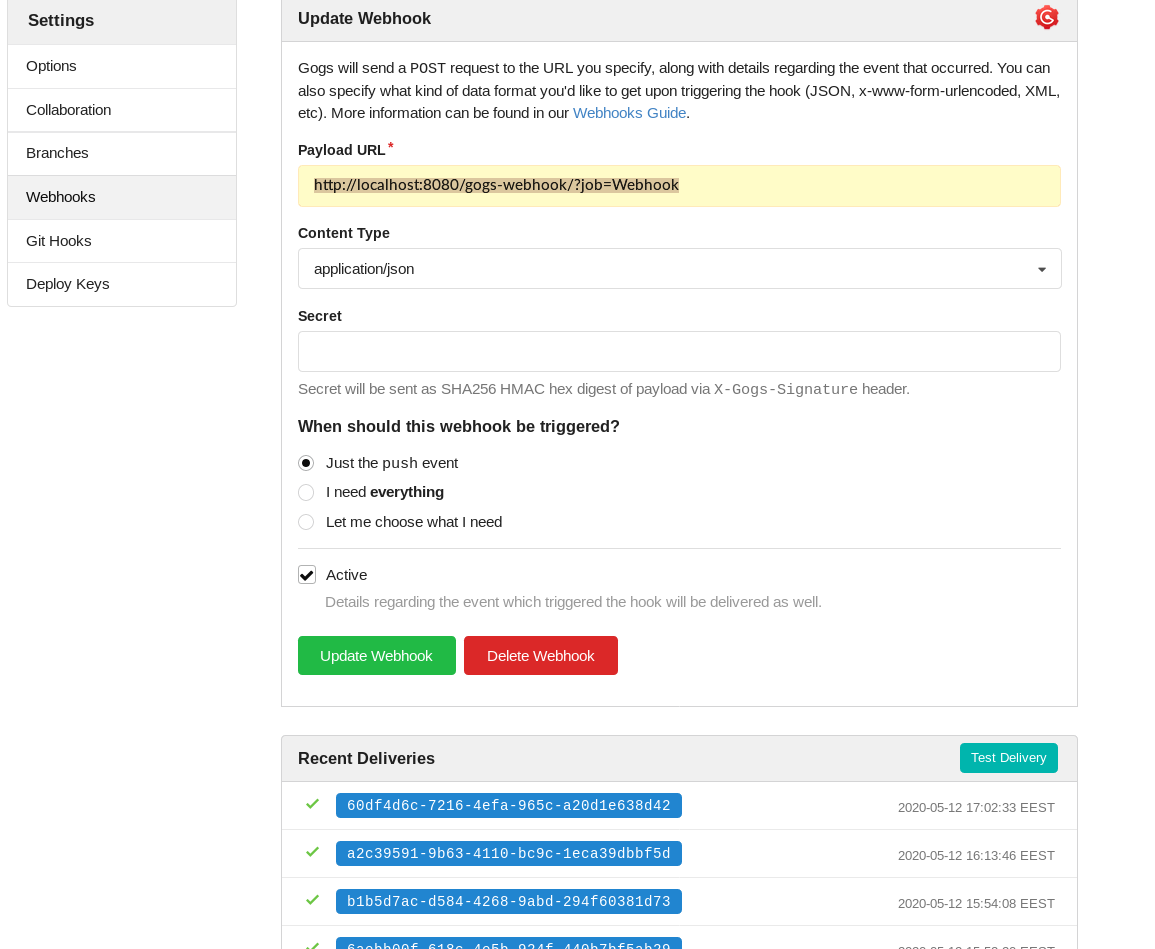 Settings
Options
Collaboration
Branches
Webhooks
Git Hooks
Deploy Keys
Update Webhook
Gogs will send a POST request to the URL you specify, along with details regarding the event that occurred. You can
also specify what kind of data format you'd like to get upon triggering the hook (JSON, x-www-form-urlencoded, XML,
etc). More information can be found in our Webhooks Guide.
Payload URL*
http://localhost:8080/gogs-webhook/?job=Webhook
Content Type
application/json
Secret
Secret will be sent as SHA256 HMAC hex digest of payload via X-Gogs-Signature header.
When should this webhook be triggered?
Just the push event
I need everything
Let me choose what I need
Active
Details regarding the event which triggered the hook will be delivered as well.
Update Webhook Delete Webhook
Recent Deliveries Test Delivery
60df4d6c-7216-4efa-965c-a20d1e638d42 2020-05-12 17:02:33 EEST
a2c39591-9b63-4110-bc9c-1eca39dbbf5d 2020-05-12 16:13:46 EEST
b1b5d7ac-d584-4268-9abd-294f60381d73 2020-05-12 15:54:08 EEST